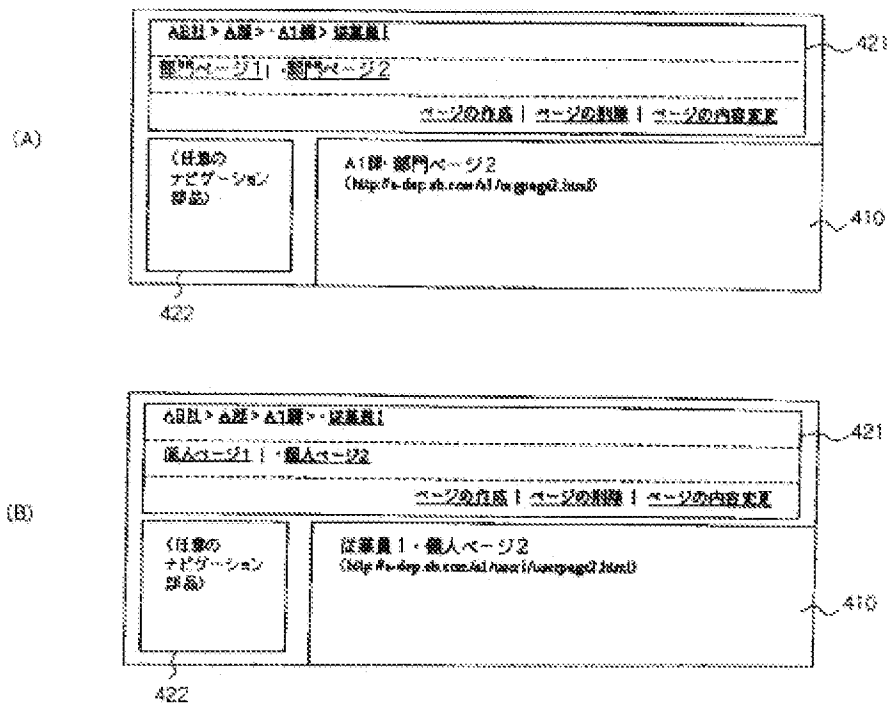 (A)
AB社 > A部 > ・A1課 > 従業員1
421
部門ページ1 | ・部門ページ2
ページの作成 | ページの削除 | ページの内容変更
(任意の
ナビゲーション
部品)
A1課・部門ページ2
410
422
(B)
AB社 > A部 > A1課 > ・従業員1
421
個人ページ1 | ・個人ページ2
ページの作成 | ページの削除 | ページの内容変更
(任意の
ナビゲーション
部品)
従業員1・個人ページ2
410
422